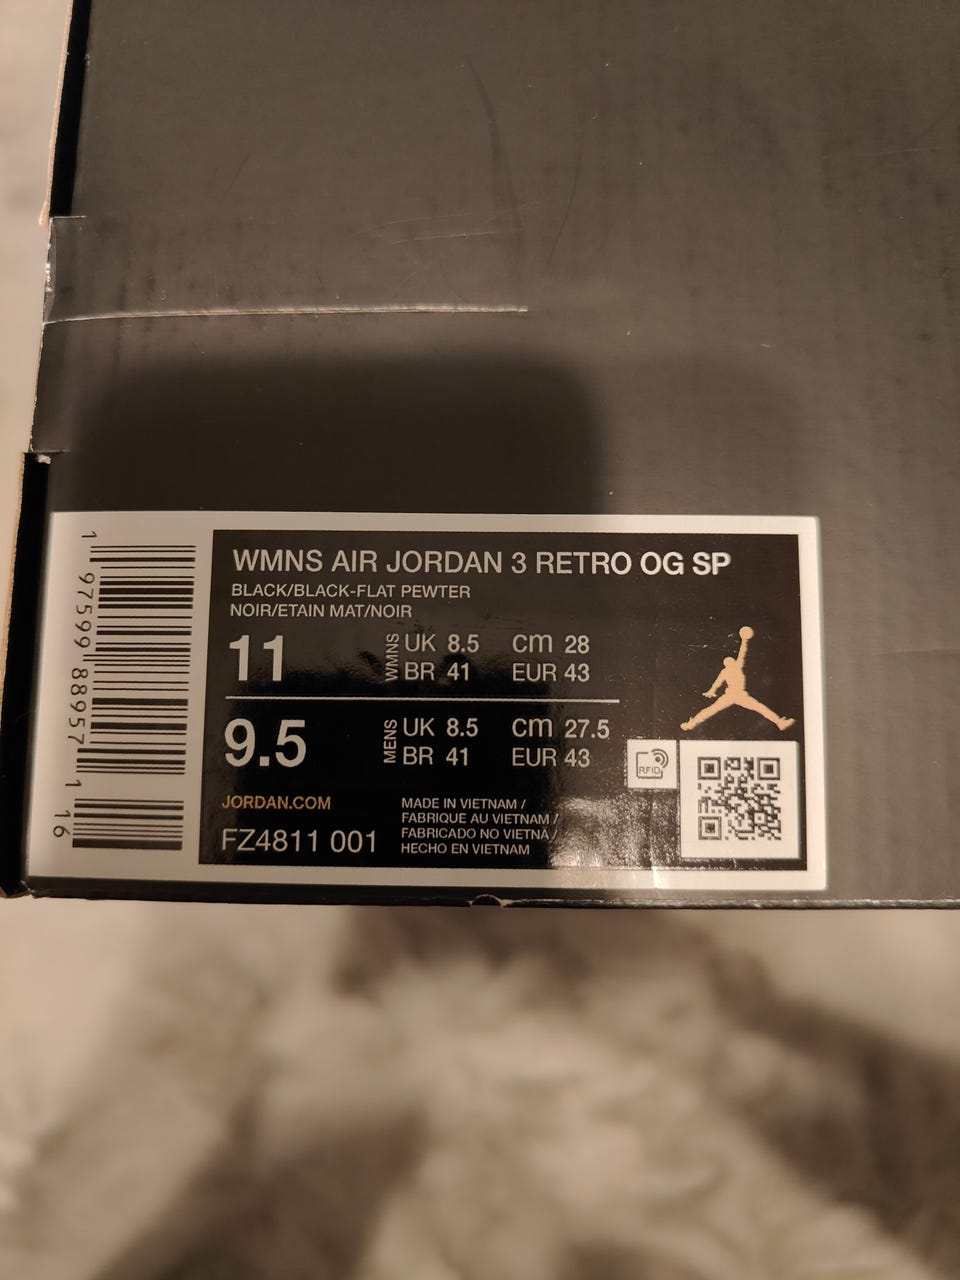 WMNS AIR JORDAN 3 RETRO OG SP
BLACK/BLACK-FLAT PEWTER
NOIR/ETAIN MAT/NOIR
11
WMNS
UK 8.5 cm 28
BR 41 EUR 43
9.5
MENS
UK 8.5 cm 27.5
BR 41 EUR 43
RFID
JORDAN.COM
FZ4811 001
MADE IN VIETNAM /
FABRIQUE AU VIETNAM /
FABRICADO NO VIETNÃ /
HECHO EN VIETNAM
1 97599 88957 1 16